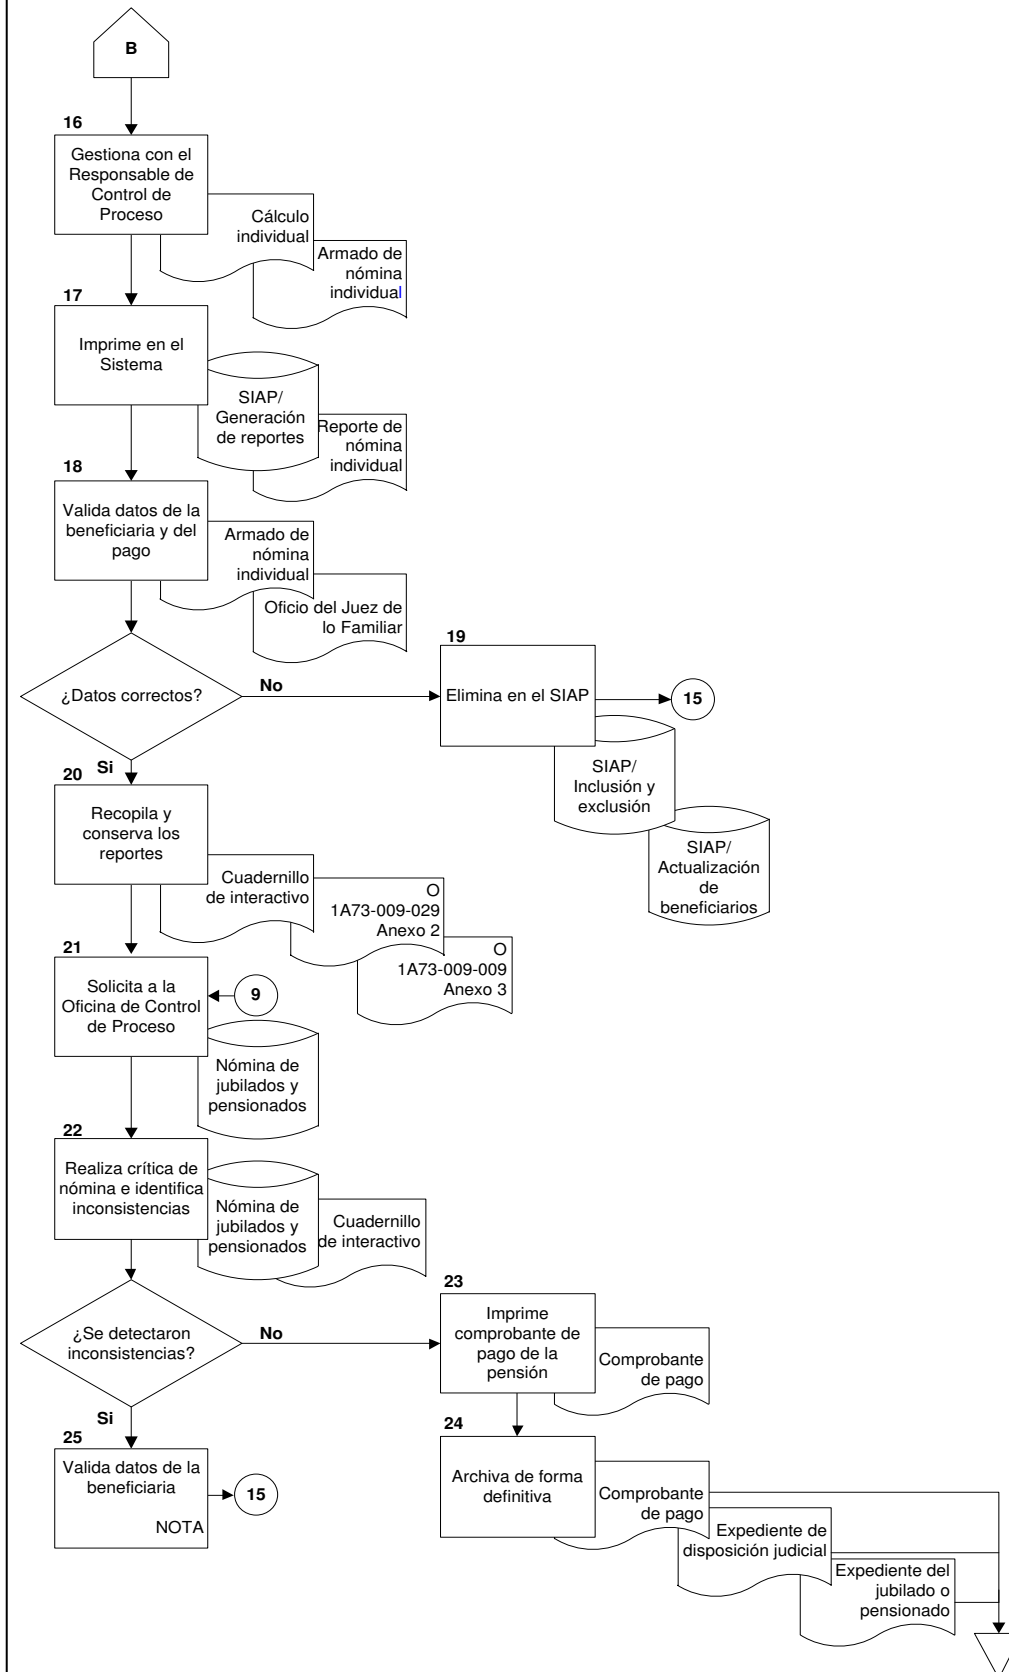 B
16
Gestiona con el
Responsable de
Control de
Proceso
Cálculo
individual
Armado de
nómina
individual
17
Imprime en el
Sistema
SIAP/
Generación
de reportes
Reporte de
nómina
individual
18
Valida datos de la
beneficiaria y del
pago
Armado de
nómina
individual
Oficio del Juez de
lo Familiar
¿Datos correctos?
No
19
Elimina en el SIAP
15
SIAP/
Inclusión y
exclusión
SIAP/
Actualización
de
beneficiarios
Si
20
Recopila y
conserva los
reportes
Cuadernillo
de interactivo
O
1A73-009-029
Anexo 2
O
1A73-009-009
Anexo 3
21
Solicita a la
Oficina de Control
de Proceso
9
Nómina de
jubilados y
pensionados
22
Realiza crítica de
nómina e identifica
inconsistencias
Nómina de
jubilados y
pensionados
Cuadernillo
de interactivo
¿Se detectaron
inconsistencias?
No
23
Imprime
comprobante de
pago de la
pensión
Comprobante
de pago
24
Archiva de forma
definitiva
Comprobante
de pago
Expediente de
disposición judicial
Expediente del
jubilado o
pensionado
Si
25
Valida datos de la
beneficiaria
NOTA
15